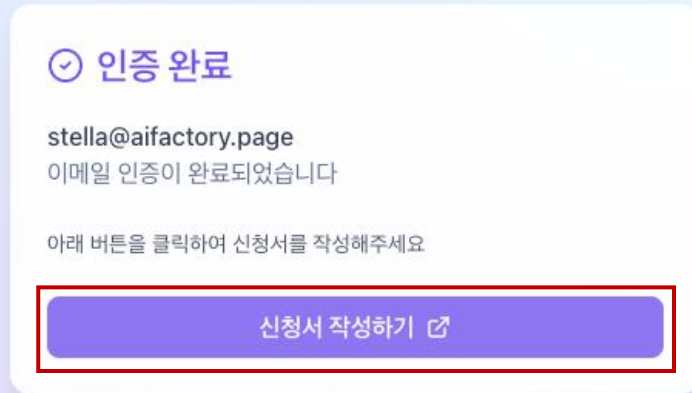 인증 완료
stella@aifactory.page
이메일 인증이 완료되었습니다
아래 버튼을 클릭하여 신청서를 작성해주세요
신청서 작성하기